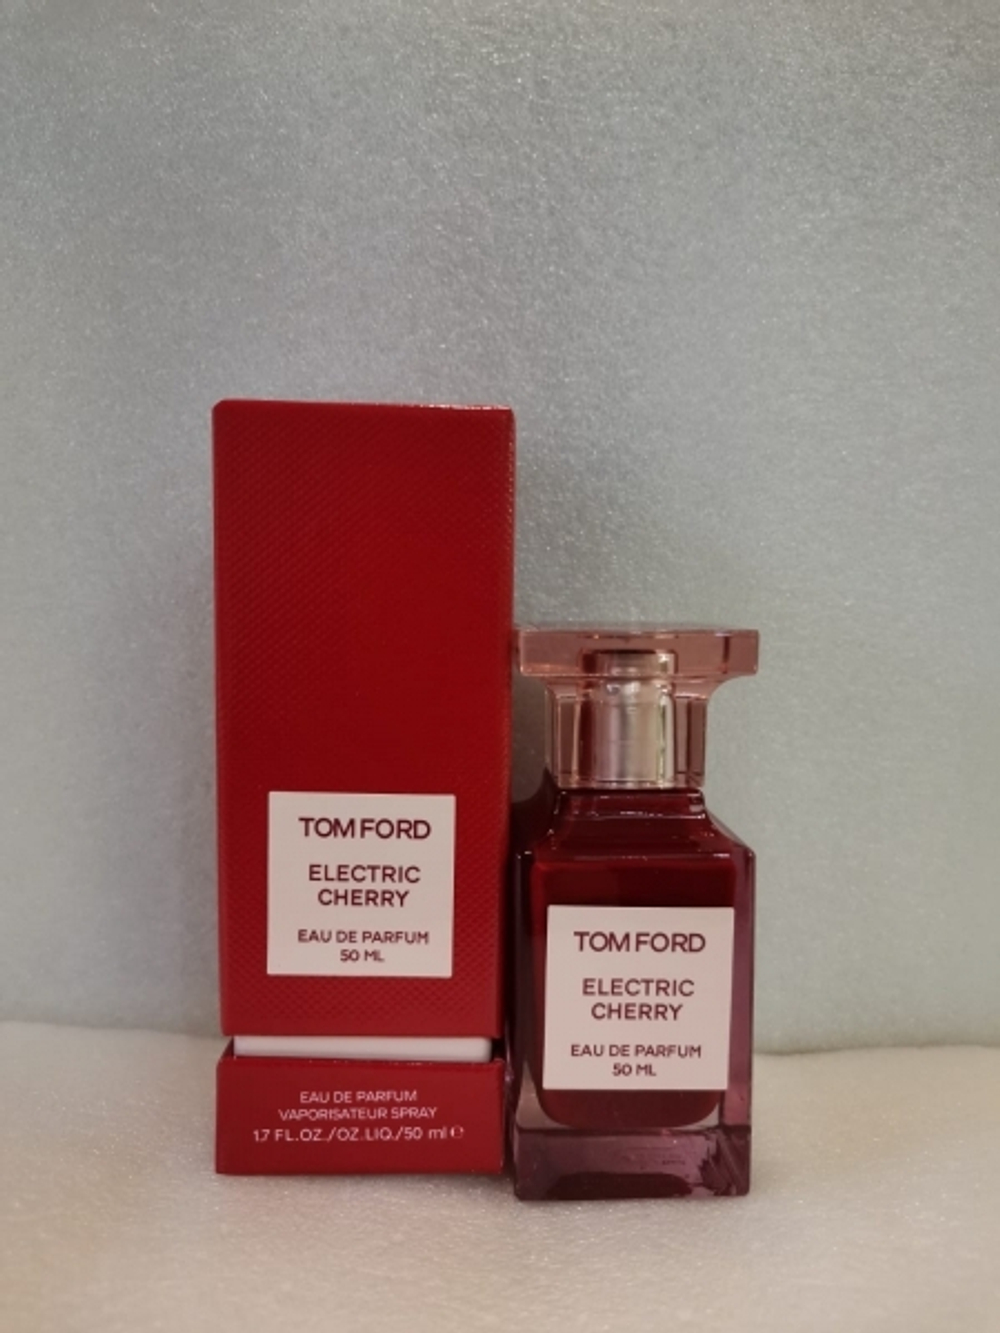 TOM FORD
ELECTRIC
CHERRY
EAU DE PARFUM
50 ML
EAU DE PARFUM
VAPORISATEUR SPRAY
1.7 FL.OZ./OZ.LIQ./50 ml ℮
TOM FORD
ELECTRIC
CHERRY
EAU DE PARFUM
50 ML